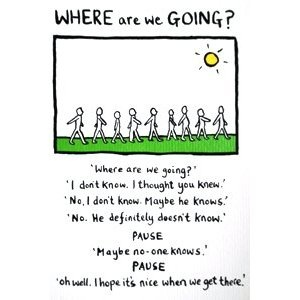 WHERE are we GOING?
'Where are we going?'
'I don't know. I thought you knew.'
'No, I don't know. Maybe he knows.'
'No. He definitely doesn't know.'
PAUSE
'Maybe no-one knows.'
PAUSE
'oh well. I hope it's nice when we get there.'